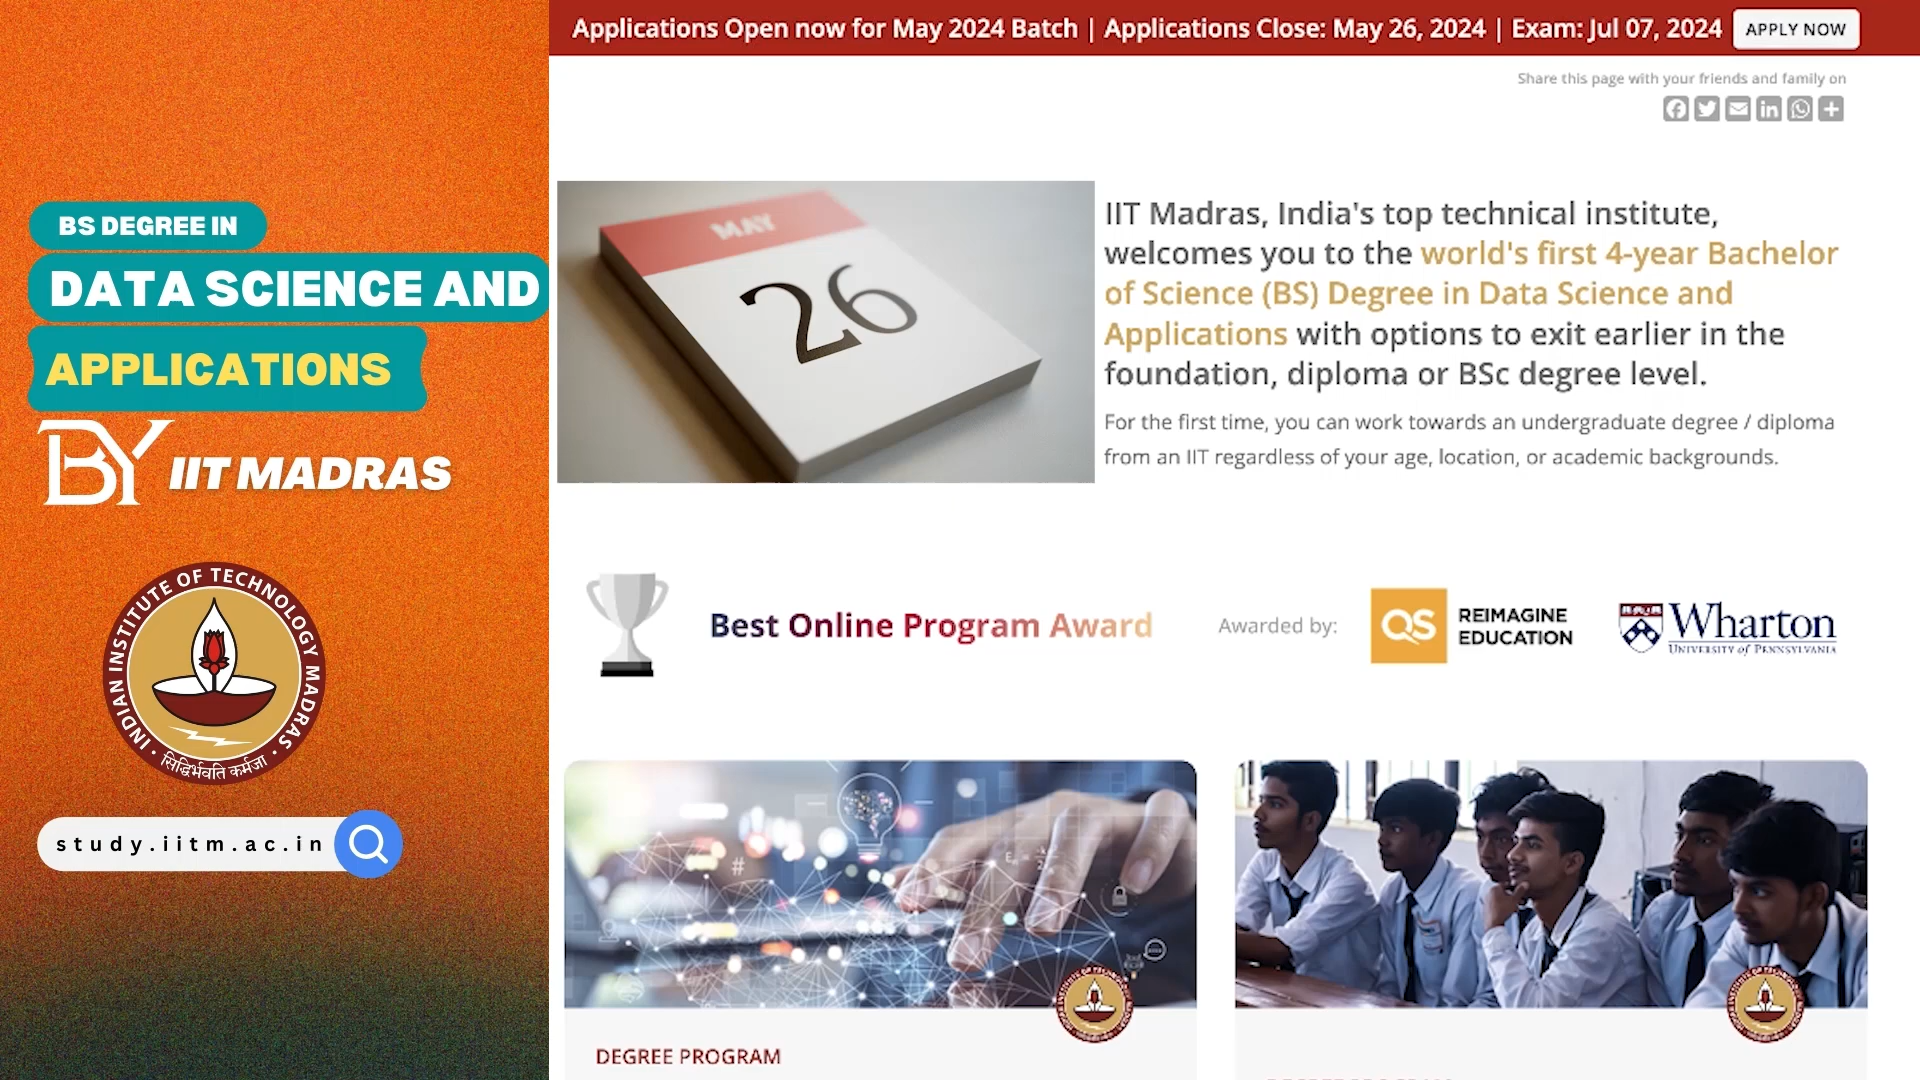 BS DEGREE IN
DATA SCIENCE AND
APPLICATIONS
BY IIT MADRAS
INDIAN INSTITUTE OF TECHNOLOGY MADRAS
सिद्धिर्भवति कर्मजा
study.iitm.ac.in
Applications Open now for May 2024 Batch | Applications Close: May 26, 2024 | Exam: Jul 07, 2024 APPLY NOW
Share this page with your friends and family on
MAY
26
IIT Madras, India's top technical institute,
welcomes you to the world's first 4-year Bachelor
of Science (BS) Degree in Data Science and
Applications with options to exit earlier in the
foundation, diploma or BSc degree level.
For the first time, you can work towards an undergraduate degree / diploma
from an IIT regardless of your age, location, or academic backgrounds.
Best Online Program Award
Awarded by:
QS REIMAGINE
EDUCATION
Wharton
UNIVERSITY of PENNSYLVANIA
DEGREE PROGRAM